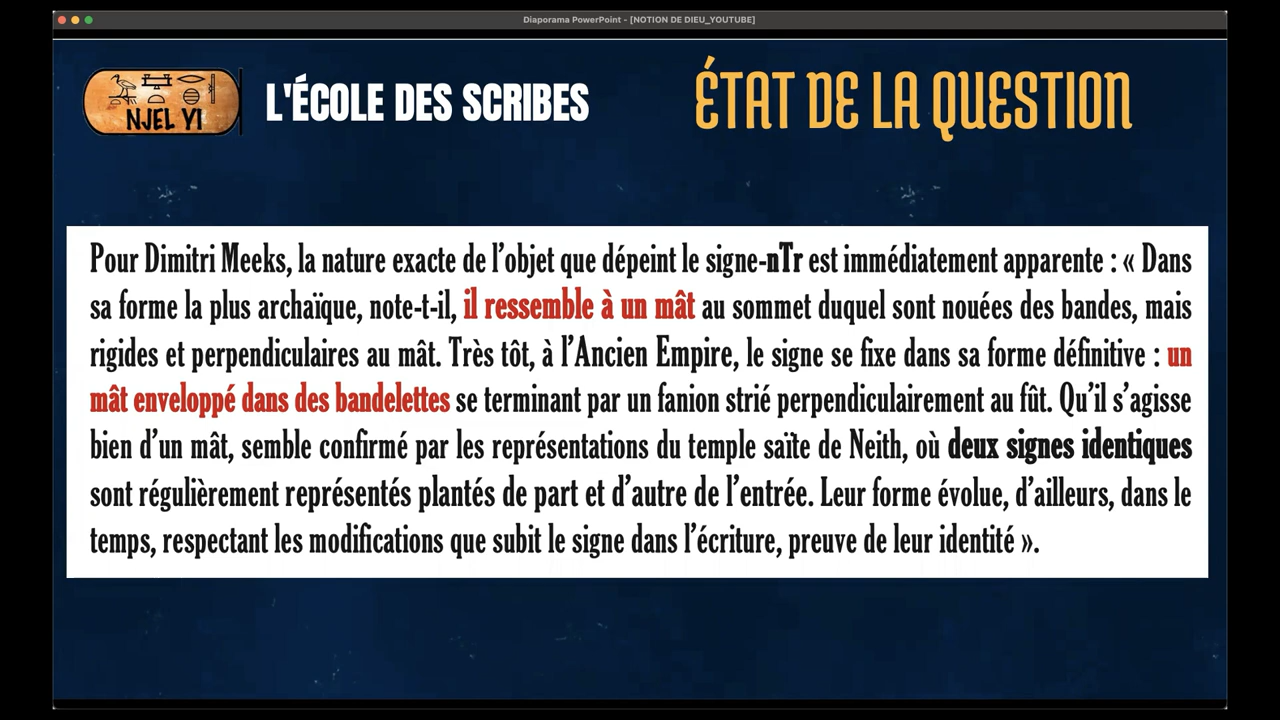 Diaporama PowerPoint - [NOTION DE DIEU_YOUTUBE]
NJEL YI
L'ÉCOLE DES SCRIBES
ÉTAT DE LA QUESTION
Pour Dimitri Meeks, la nature exacte de l’objet que dépeint le signe-nTr est immédiatement apparente : « Dans
sa forme la plus archaïque, note-t-il, il ressemble à un mât au sommet duquel sont nouées des bandes, mais
rigides et perpendiculaires au mât. Très tôt, à l’Ancien Empire, le signe se fixe dans sa forme définitive : un
mât enveloppé dans des bandelettes se terminant par un fanion strié perpendiculairement au fût. Qu’il s’agisse
bien d’un mât, semble confirmé par les représentations du temple saïte de Neith, où deux signes identiques
sont régulièrement représentés plantés de part et d’autre de l’entrée. Leur forme évolue, d’ailleurs, dans le
temps, respectant les modifications que subit le signe dans l’écriture, preuve de leur identité ».